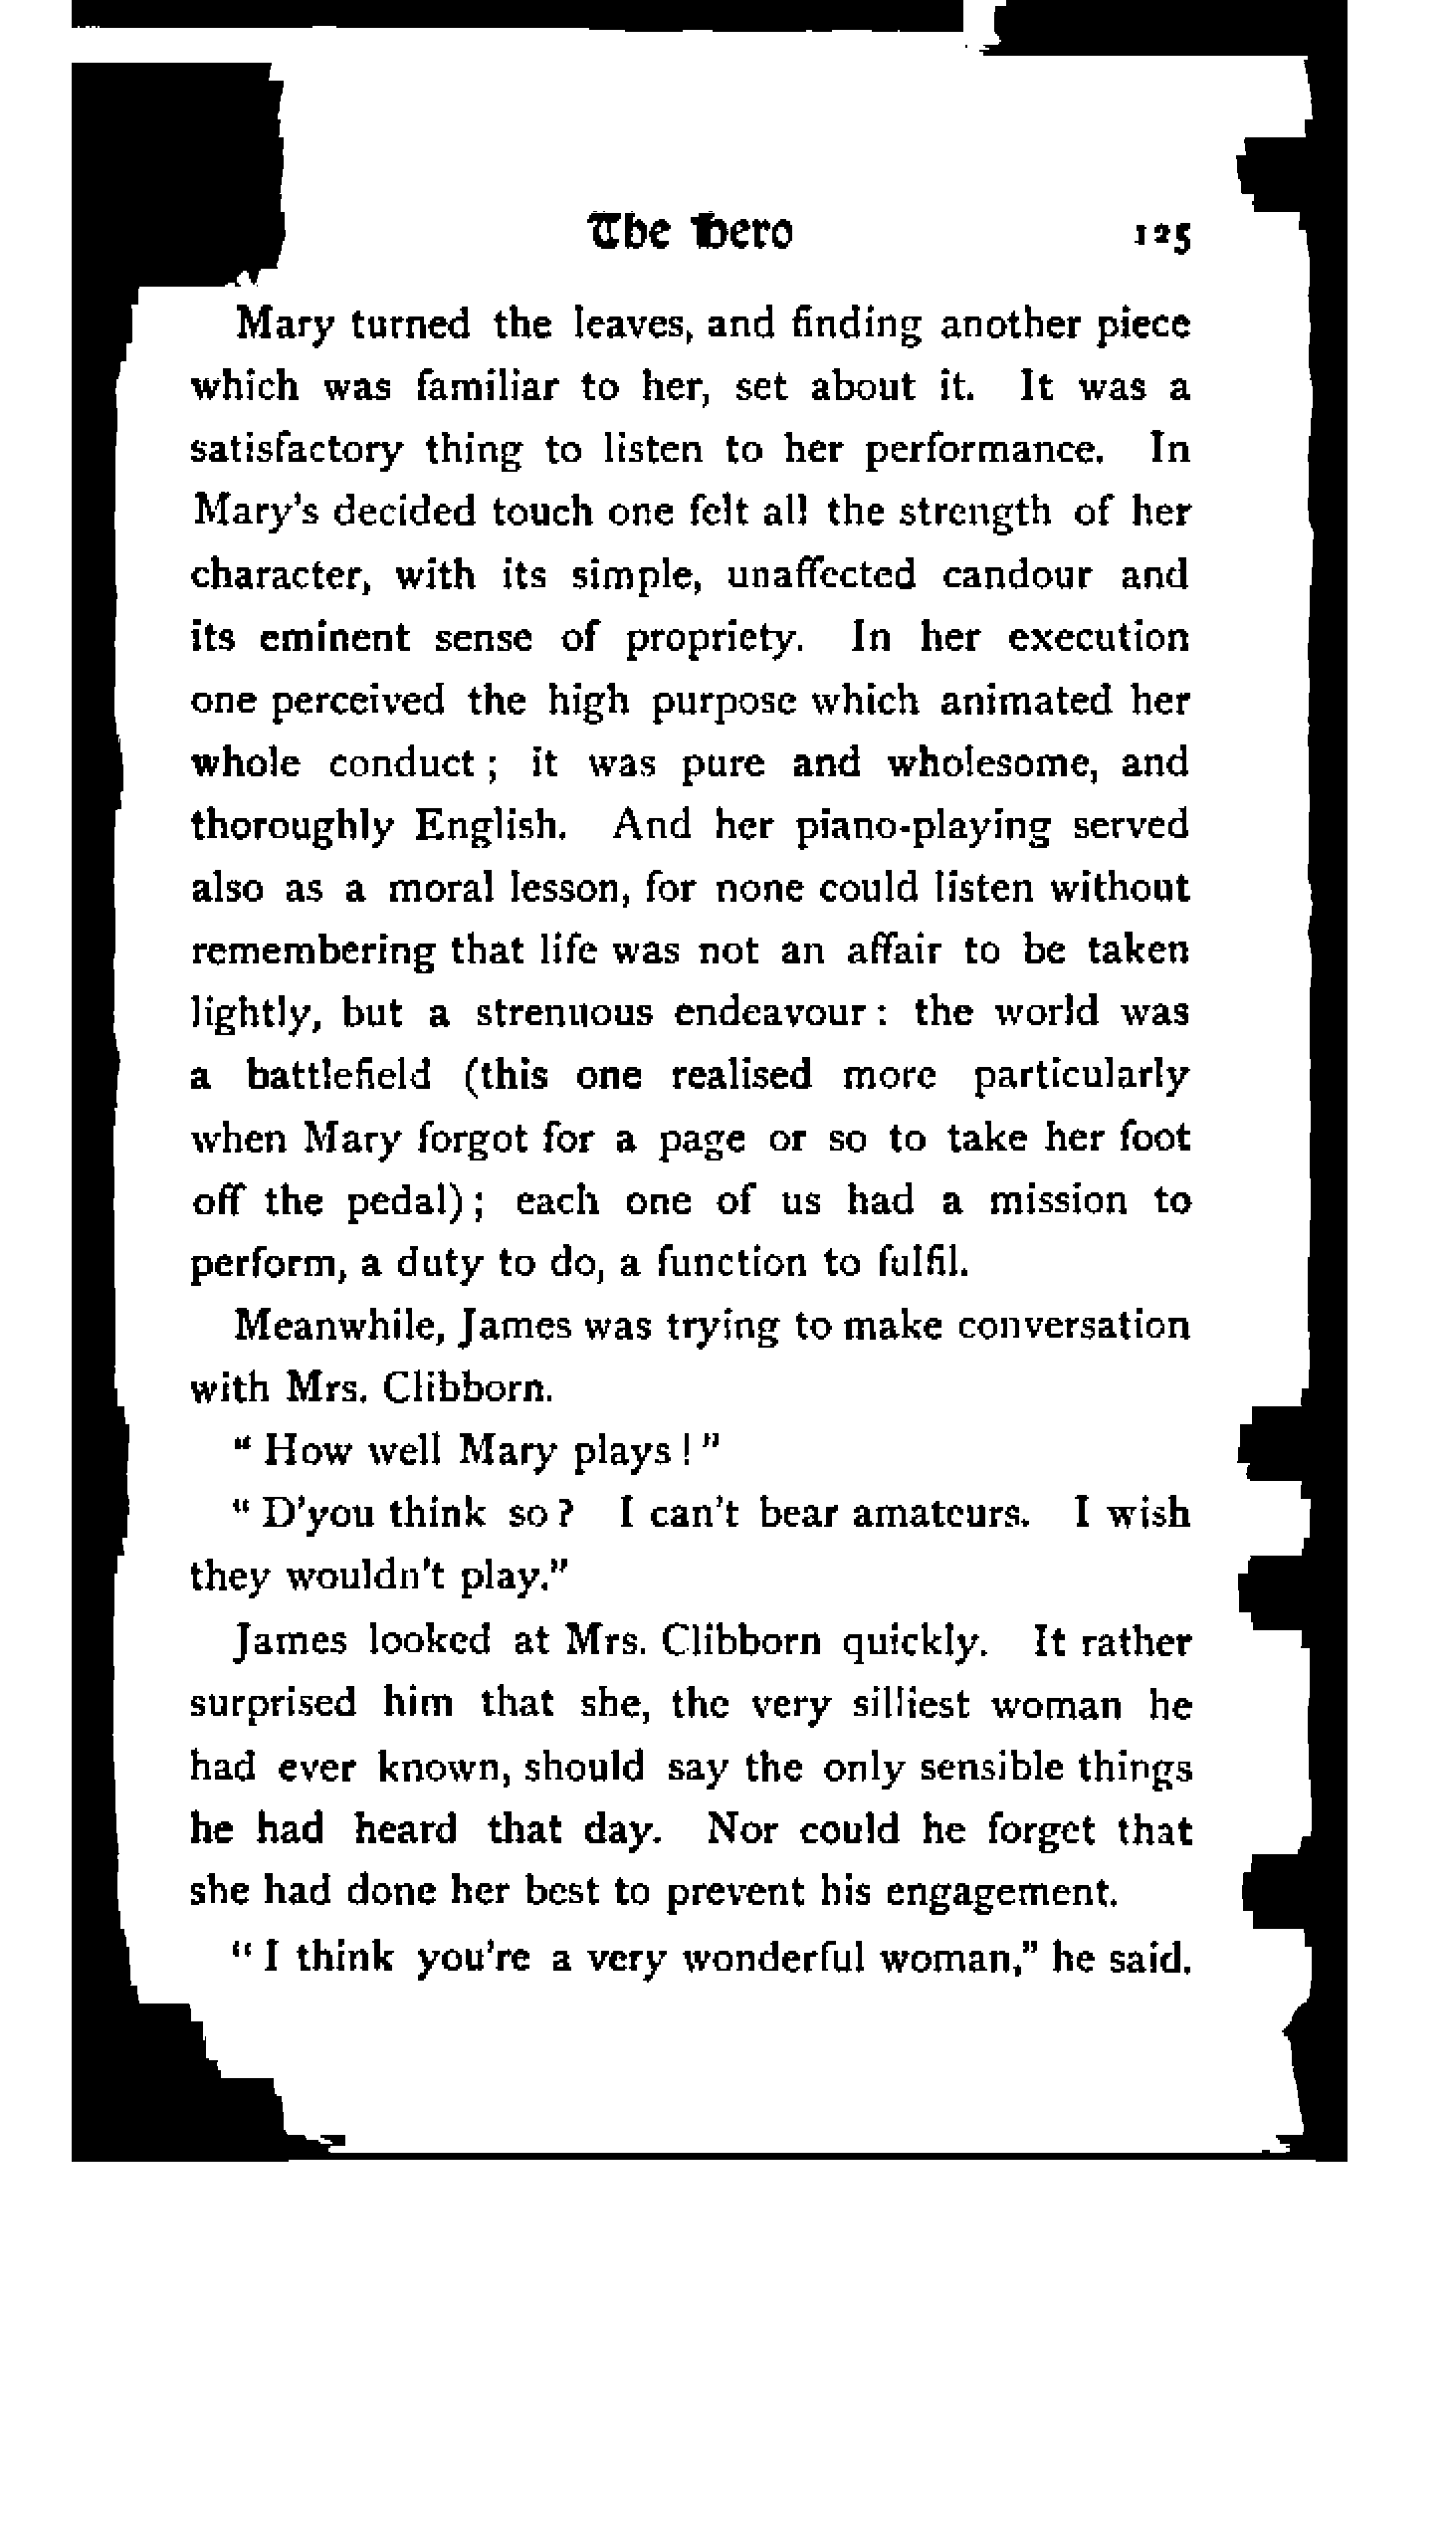 The Hero 125
Mary turned the leaves, and finding another piece
which was familiar to her, set about it. It was a
satisfactory thing to listen to her performance. In
Mary's decided touch one felt all the strength of her
character, with its simple, unaffected candour and
its eminent sense of propriety. In her execution
one perceived the high purpose which animated her
whole conduct; it was pure and wholesome, and
thoroughly English. And her piano-playing served
also as a moral lesson, for none could listen without
remembering that life was not an affair to be taken
lightly, but a strenuous endeavour: the world was
a battlefield (this one realised more particularly
when Mary forgot for a page or so to take her foot
off the pedal); each one of us had a mission to
perform, a duty to do, a function to fulfil.
Meanwhile, James was trying to make conversation
with Mrs. Clibborn.
"How well Mary plays!"
"D'you think so? I can't bear amateurs. I wish
they wouldn't play."
James looked at Mrs. Clibborn quickly. It rather
surprised him that she, the very silliest woman he
had ever known, should say the only sensible things
he had heard that day. Nor could he forget that
she had done her best to prevent his engagement.
"I think you're a very wonderful woman," he said.